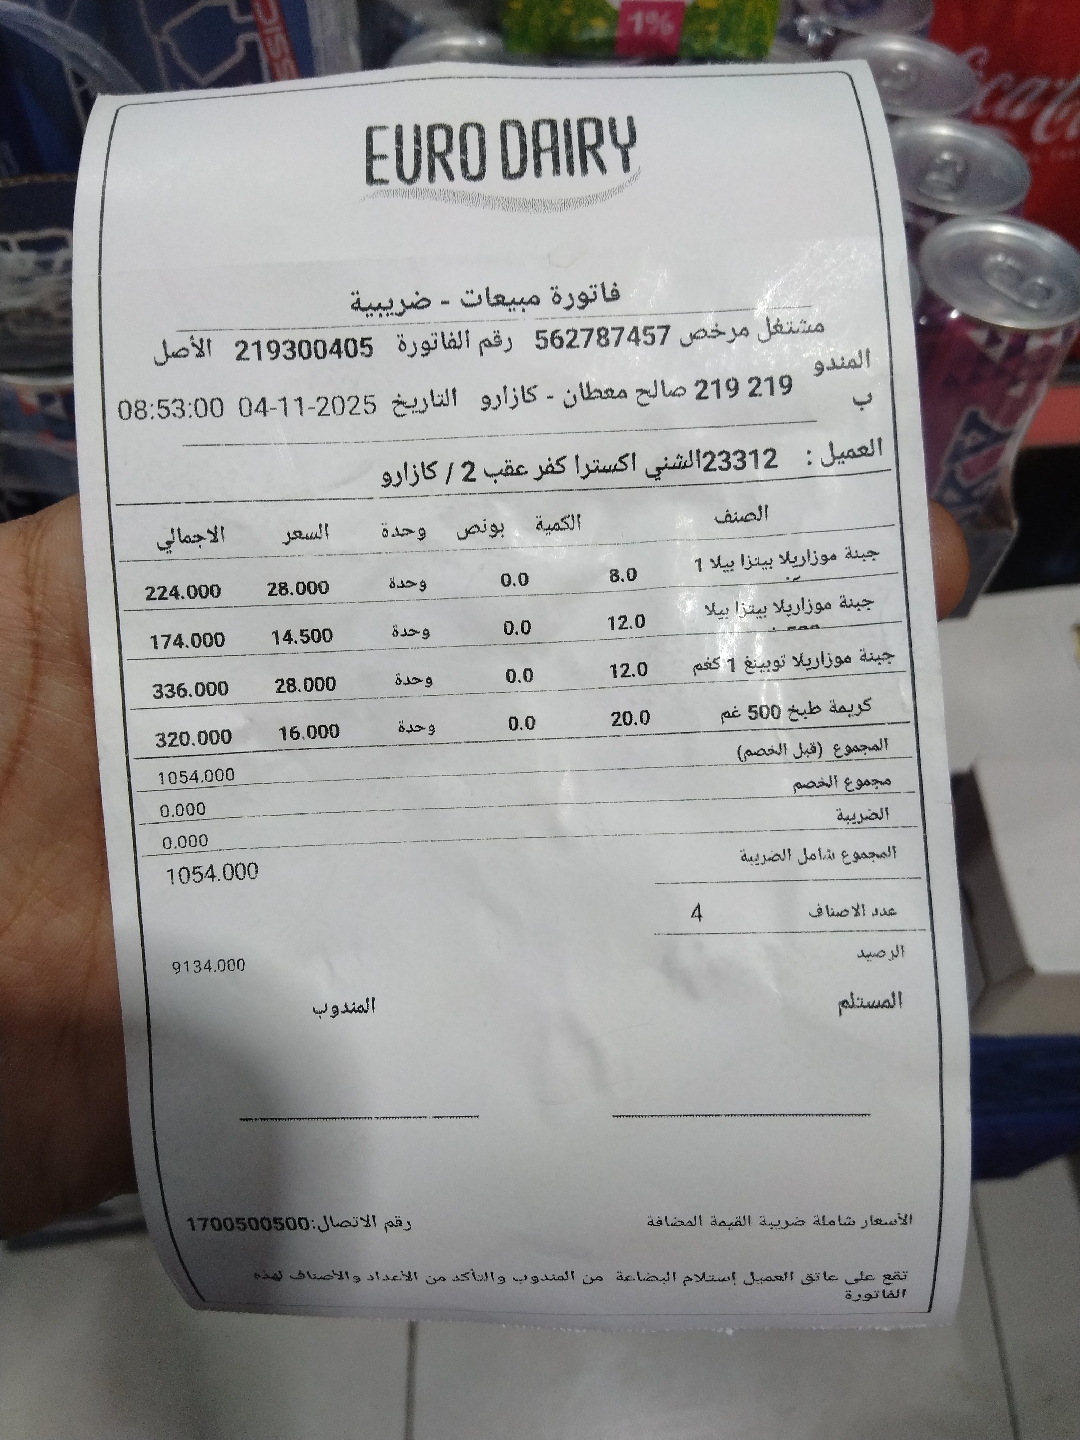 1%
Coca-Cola
EURO DAIRY
فاتورة مبيعات - ضريبية
مشتغل مرخص 562787457 رقم الفاتورة 219300405 الأصل
المندو
ب
219 219 صالح معطان - كازارو التاريخ 04-11-2025 08:53:00
العميل : 23312الشني اكسترا كفر عقب 2 / كازارو
الصنف الكمية بونص وحدة السعر الاجمالي
جبنة موزاريلا بيتزا بيلا 1 8.0 0.0 وحدة 28.000 224.000
جبنة موزاريلا بيتزا بيلا 12.0 0.0 وحدة 14.500 174.000
جبنة موزاريلا توبينغ 1 كغم 12.0 0.0 وحدة 28.000 336.000
كريمة طبخ 500 غم 20.0 0.0 وحدة 16.000 320.000
المجموع (قبل الخصم) 1054.000
مجموع الخصم 0.000
الضريبة 0.000
المجموع شامل الضريبة 1054.000
عدد الاصناف 4
الرصيد 9134.000
المستلم المندوب
الأسعار شاملة ضريبة القيمة المضافة رقم الاتصال:1700500500
تقع على عاتق العميل إستلام البضاعة من المندوب والتأكد من الأعداد والأصناف لهذه
الفاتورة